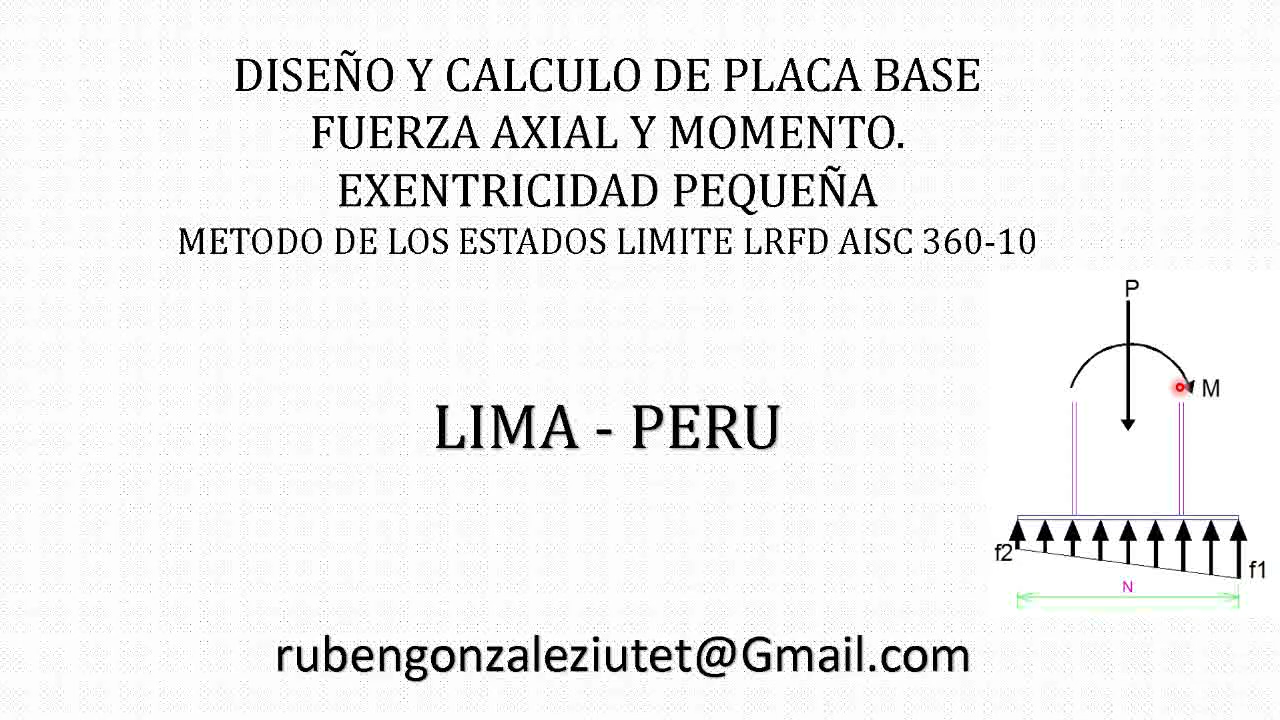 DISEÑO Y CALCULO DE PLACA BASE
FUERZA AXIAL Y MOMENTO.
EXENTRICIDAD PEQUEÑA
METODO DE LOS ESTADOS LIMITE LRFD AISC 360-10
P
M
LIMA - PERU
f2
f1
N
rubengonzaleziutet@Gmail.com